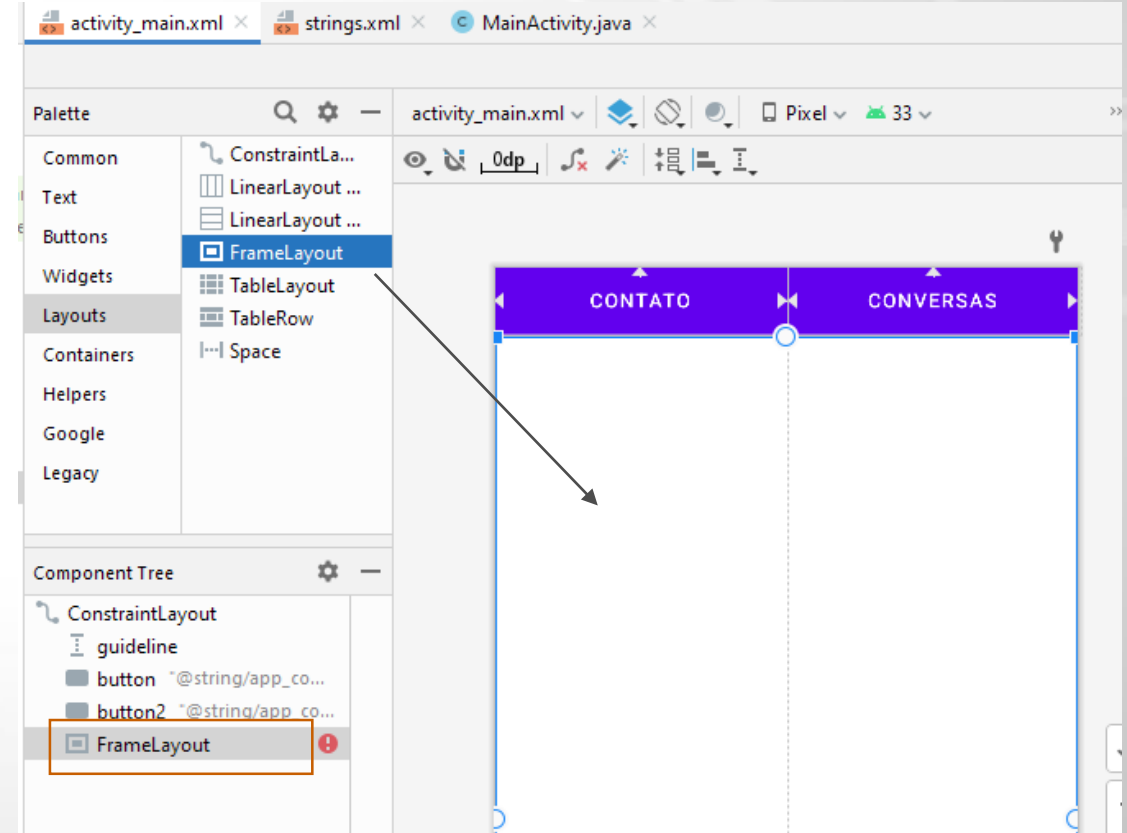 activity_main.xml
strings.xml
MainActivity.java
Palette
activity_main.xml
Pixel
33
Common
Text
Buttons
Widgets
Layouts
Containers
Helpers
Google
Legacy
ConstraintLa...
LinearLayout ...
LinearLayout ...
FrameLayout
TableLayout
TableRow
Space
0dp
CONTATO
CONVERSAS
Component Tree
ConstraintLayout
guideline
button "@string/app_co...
button2 "@string/app_co...
FrameLayout